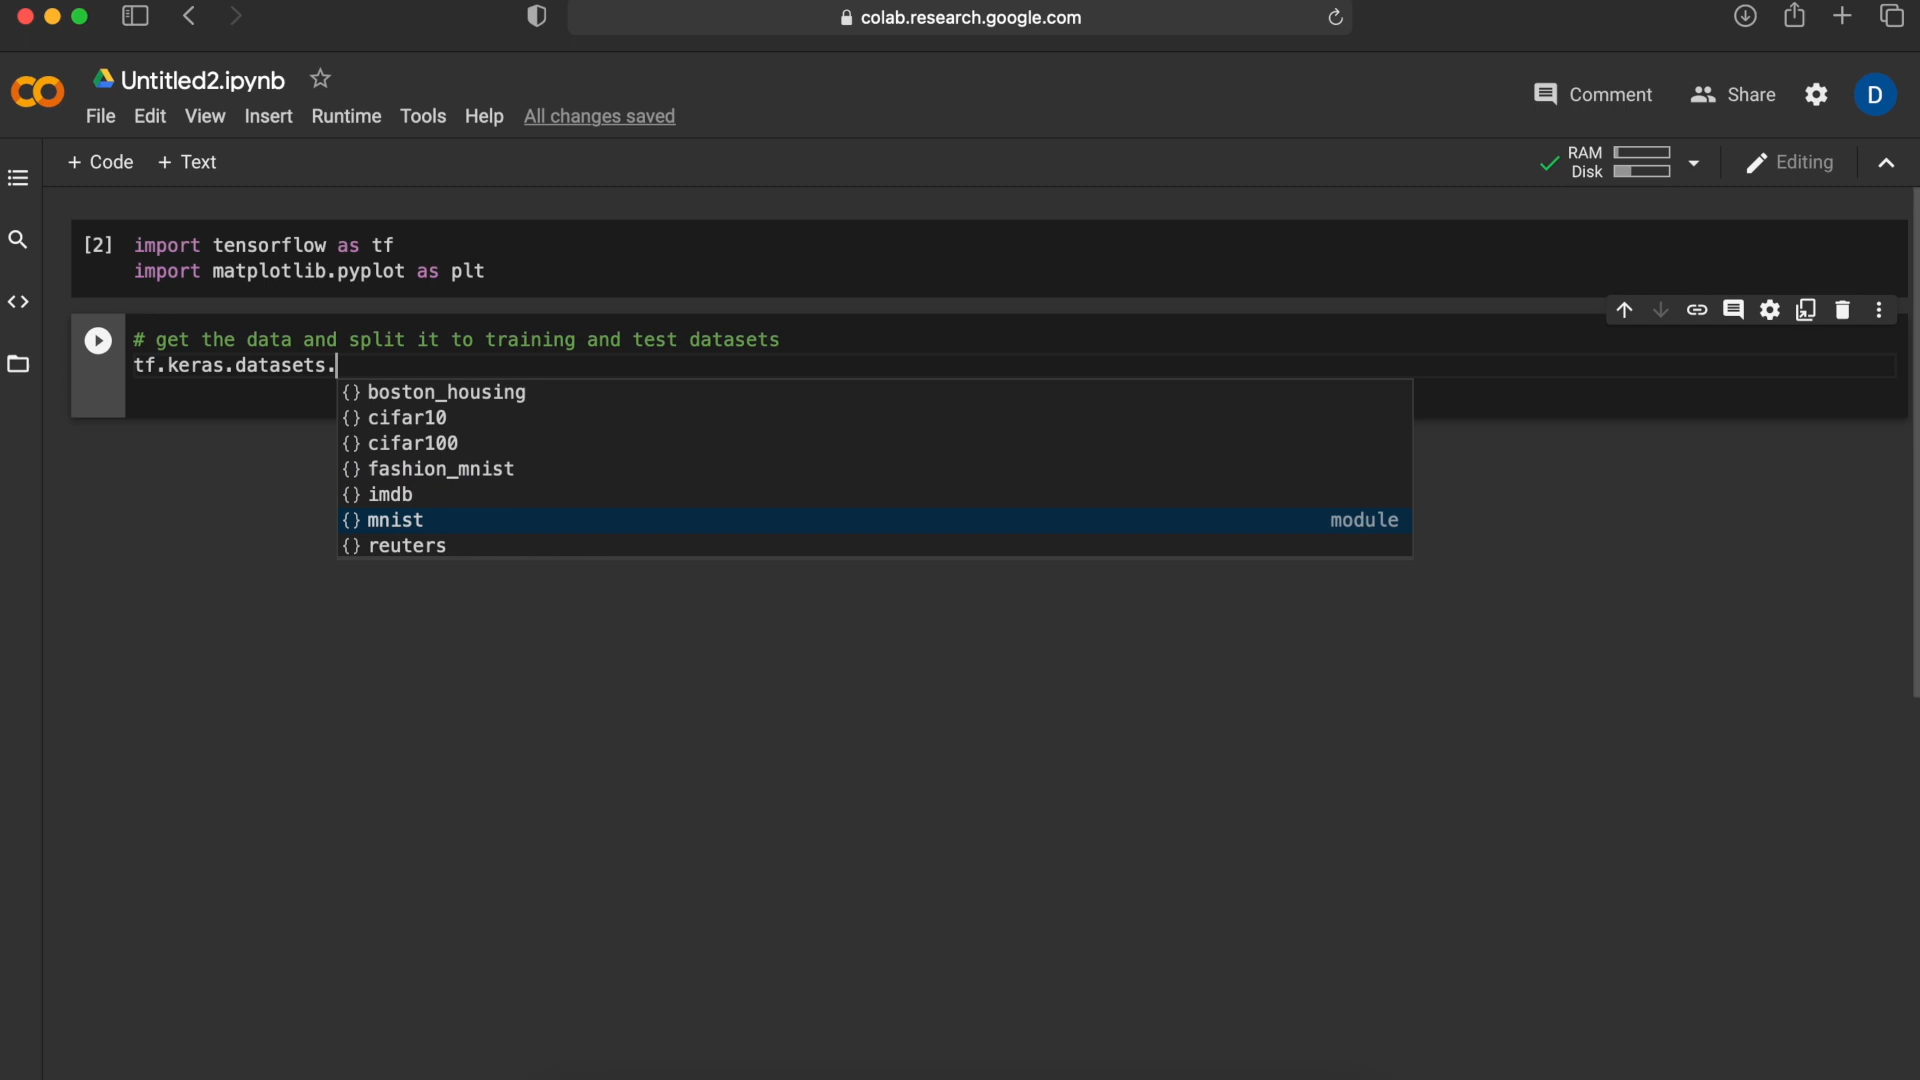 colab.research.google.com
Untitled2.ipynb
File Edit View Insert Runtime Tools Help All changes saved
Comment
Share
D
+ Code + Text
RAM
Disk
Editing
[2] import tensorflow as tf
import matplotlib.pyplot as plt
# get the data and split it to training and test datasets
tf.keras.datasets.
{} boston_housing
{} cifar10
{} cifar100
{} fashion_mnist
{} imdb
{} mnist module
{} reuters